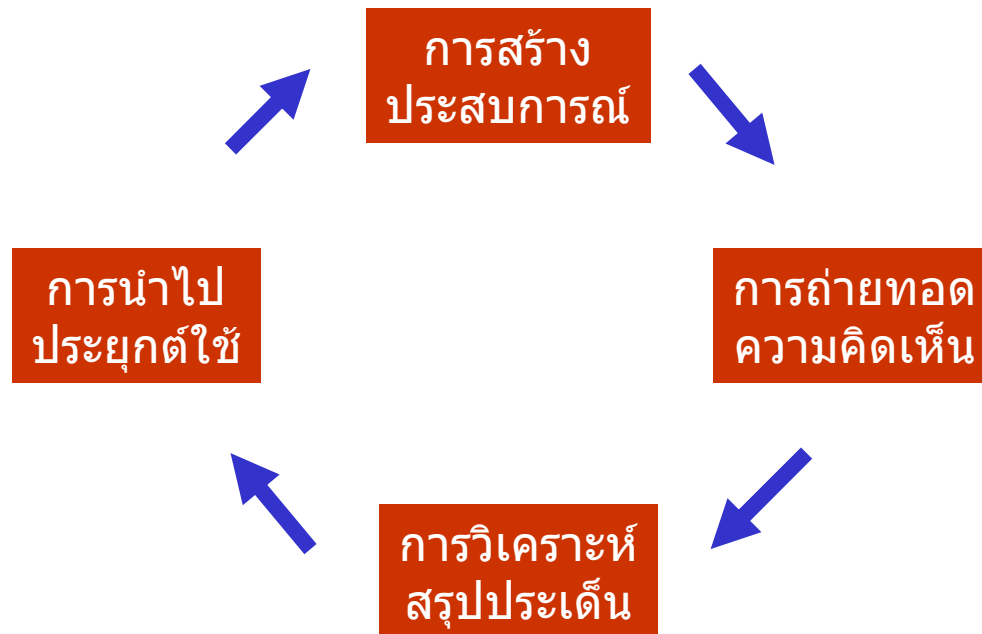 การสร้าง
ประสบการณ์
การถ่ายทอด
ความคิดเห็น
การวิเคราะห์
สรุปประเด็น
การนำไป
ประยุกต์ใช้